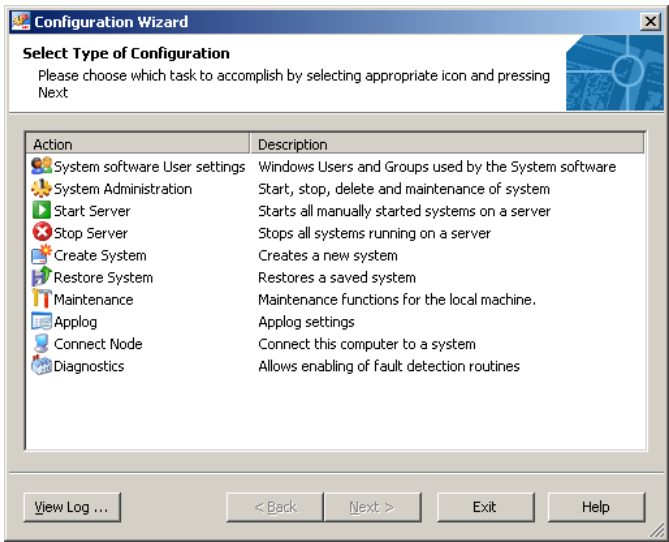 Configuration Wizard
Select Type of Configuration
Please choose which task to accomplish by selecting appropriate icon and pressing
Next
Action Description
System software User settings Windows Users and Groups used by the System software
System Administration Start, stop, delete and maintenance of system
Start Server Starts all manually started systems on a server
Stop Server Stops all systems running on a server
Create System Creates a new system
Restore System Restores a saved system
Maintenance Maintenance functions for the local machine.
Applog Applog settings
Connect Node Connect this computer to a system
Diagnostics Allows enabling of fault detection routines
View Log ... < Back Next > Exit Help